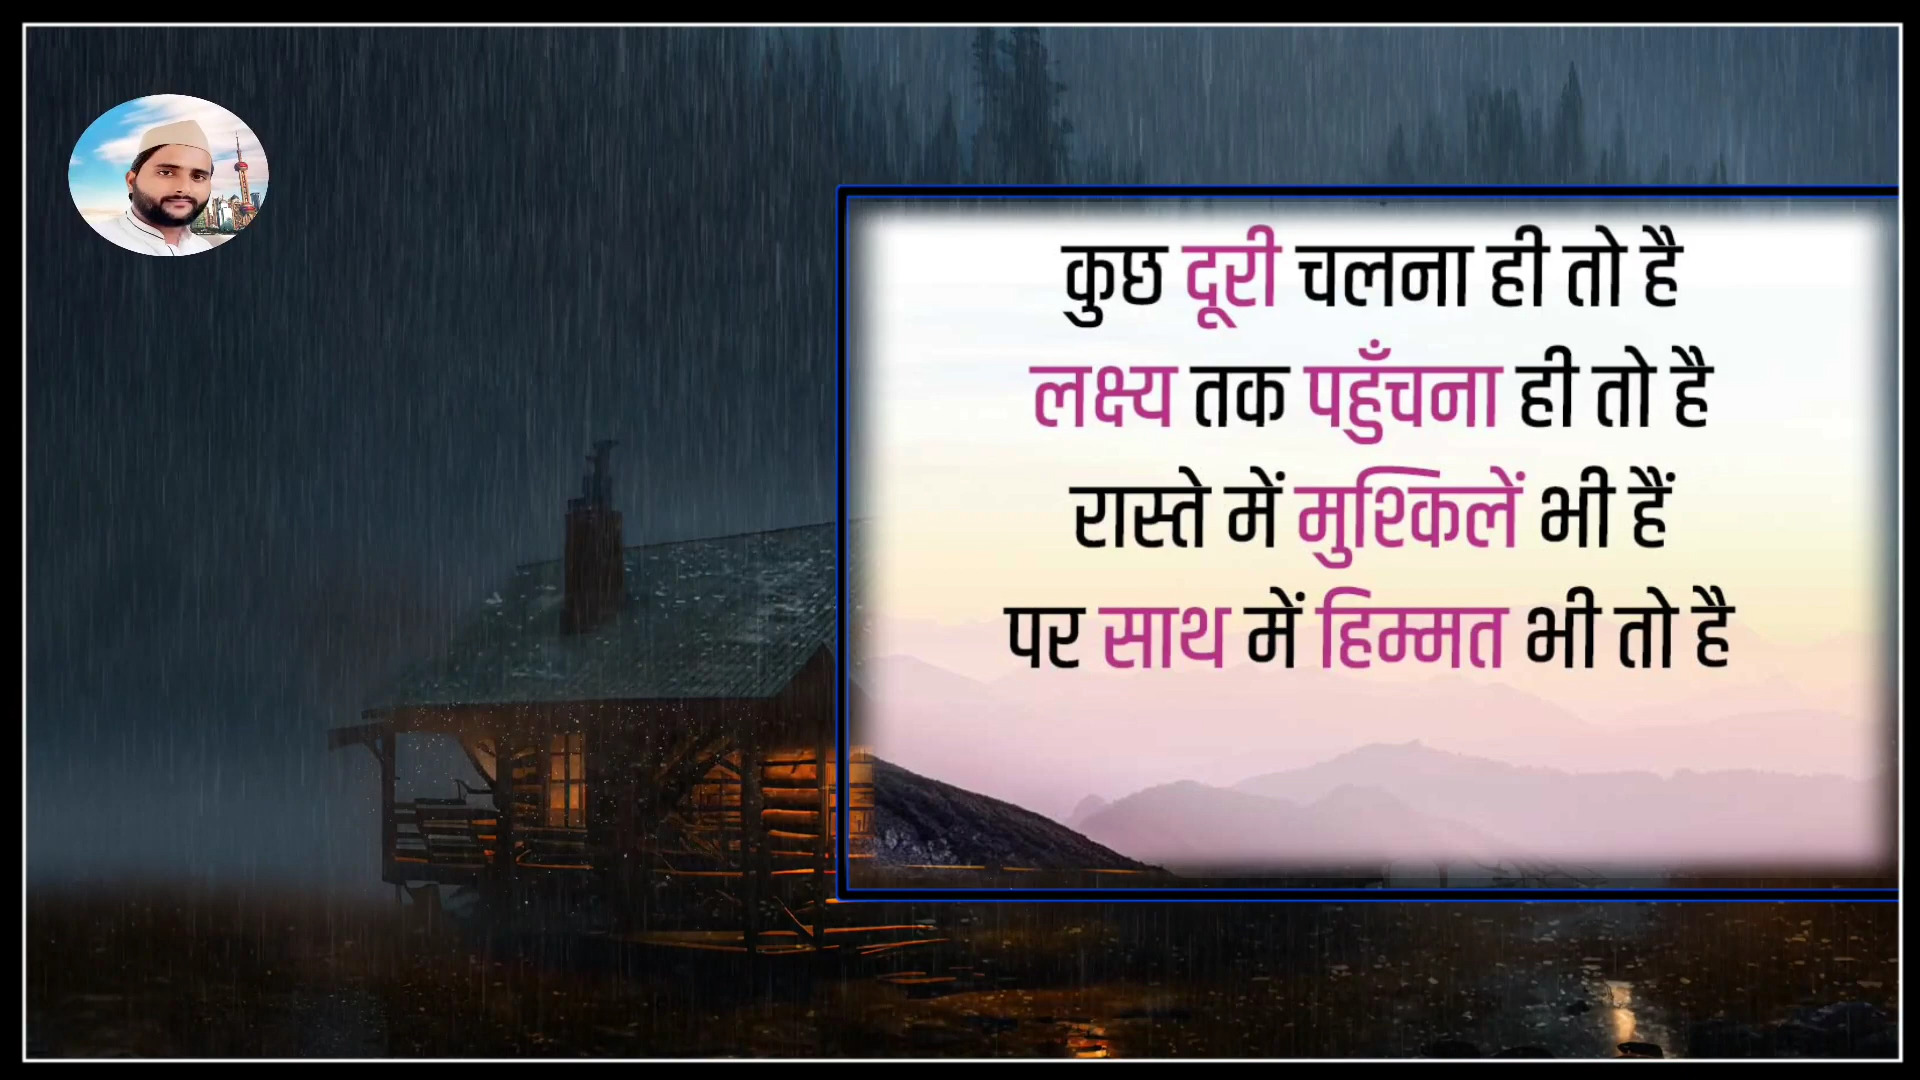 कुछ दूरी चलना ही तो है
लक्ष्य तक पहुँचना ही तो है
रास्ते में मुश्किलें भी हैं
पर साथ में हिम्मत भी तो है